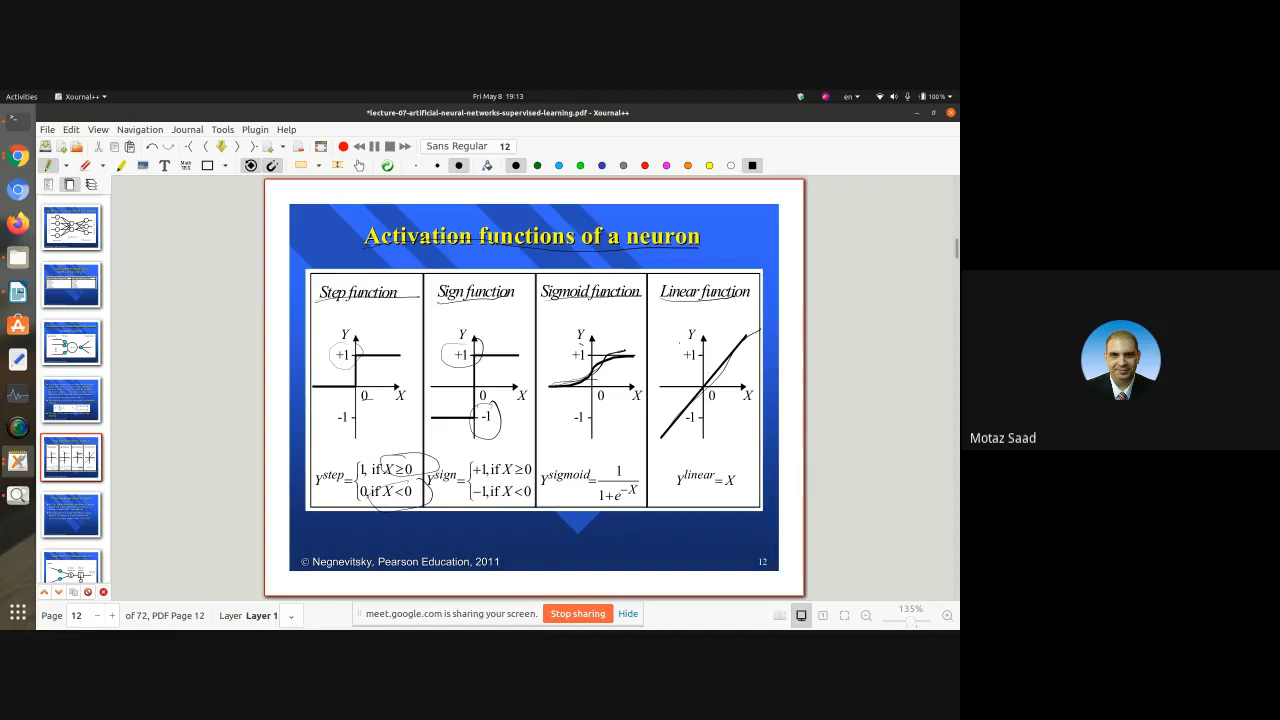 Activities Xournal++ Fri May 8 19:13 en 100 %
*lecture-07-artificial-neural-networks-supervised-learning.pdf - Xournal++
File Edit View Navigation Journal Tools Plugin Help
Sans Regular 12
Activation functions of a neuron
Step function Sign function Sigmoid function Linear function
Y Y Y Y
+1 +1 +1 +1
0 X 0 X 0 X 0 X
-1 -1 -1 -1
Y^step = { 1, if X ≥ 0
0, if X < 0
Y^sign = { +1, if X ≥ 0
−1, if X < 0
Y^sigmoid = 1 / (1+e^−X)
Y^linear = X
© Negnevitsky, Pearson Education, 2011 12
Page 12 − + of 72, PDF Page 12 Layer Layer 1
meet.google.com is sharing your screen. Stop sharing Hide
135%
Motaz Saad